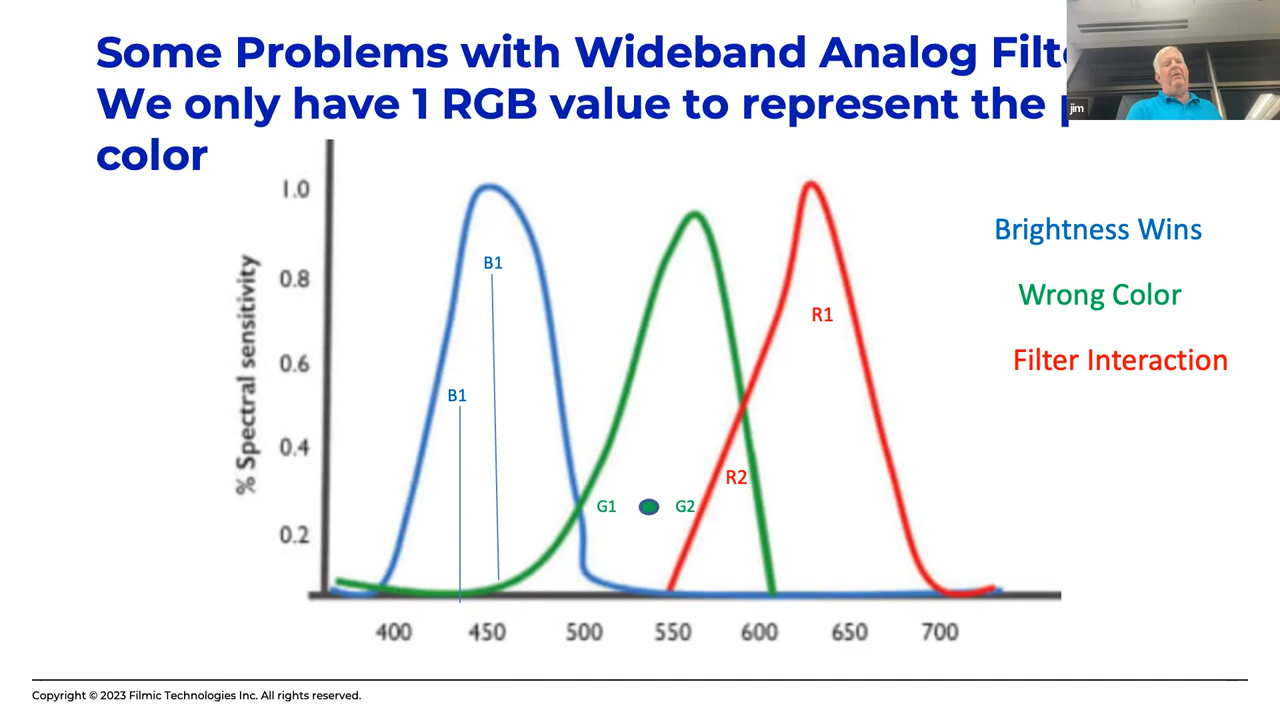 Some Problems with Wideband Analog
We only have 1 RGB value to represent the
color
jim
1.0
0.8
0.6
0.4
0.2
% Spectral sensitivity
B1
B1
G1
G2
R2
R1
400 450 500 550 600 650 700
Brightness Wins
Wrong Color
Filter Interaction
Copyright © 2023 Filmic Technologies Inc. All rights reserved.